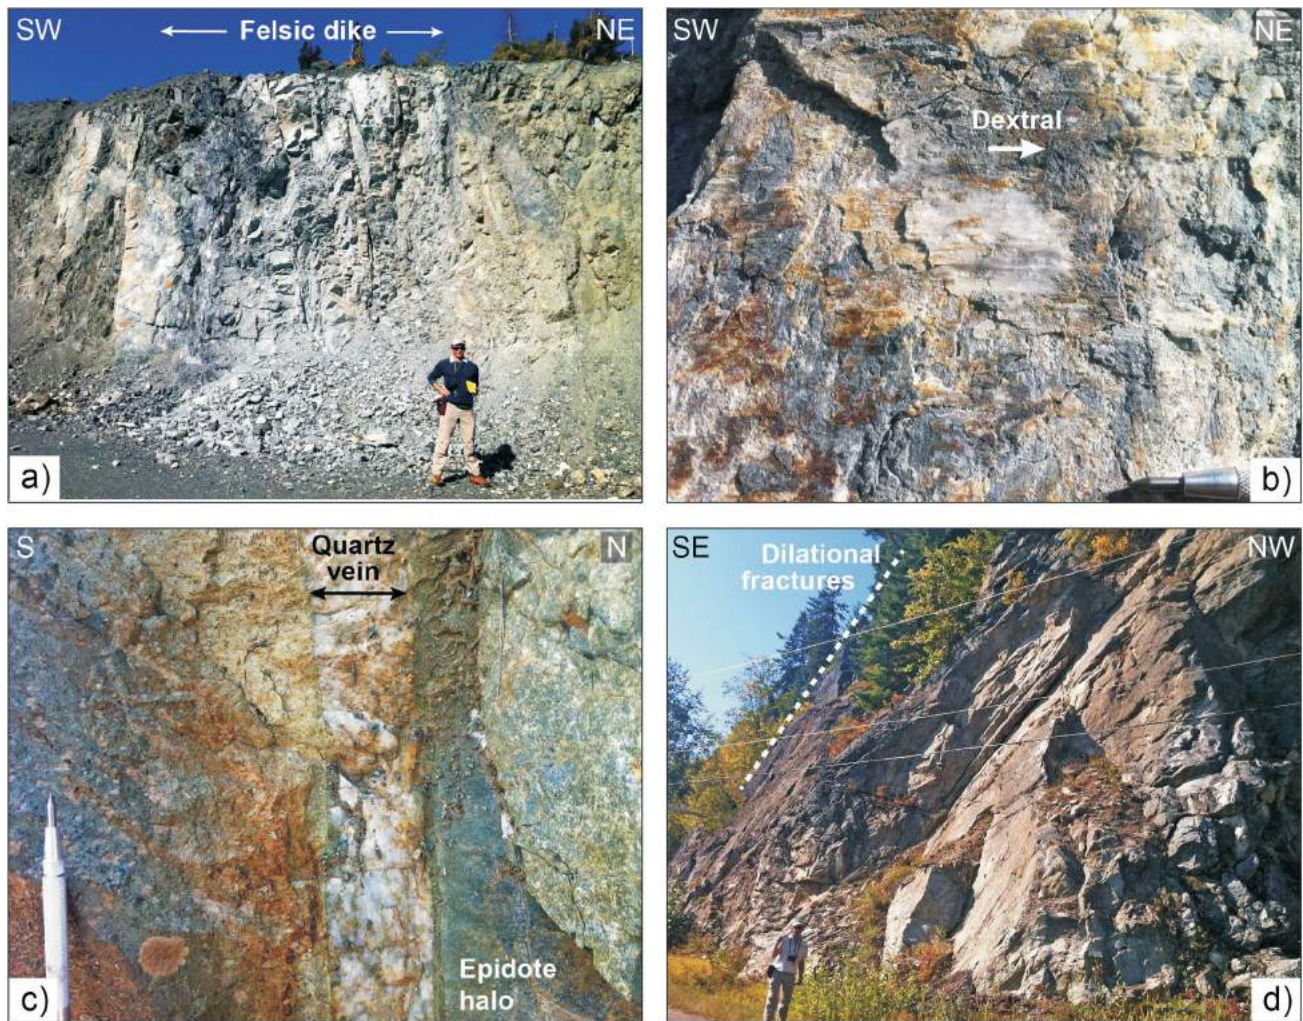 SW
Felsic dike
NE
a)
SW
NE
Dextral
b)
S
Quartz
vein
N
Epidote
halo
c)
SE
Dilational
fractures
NW
d)